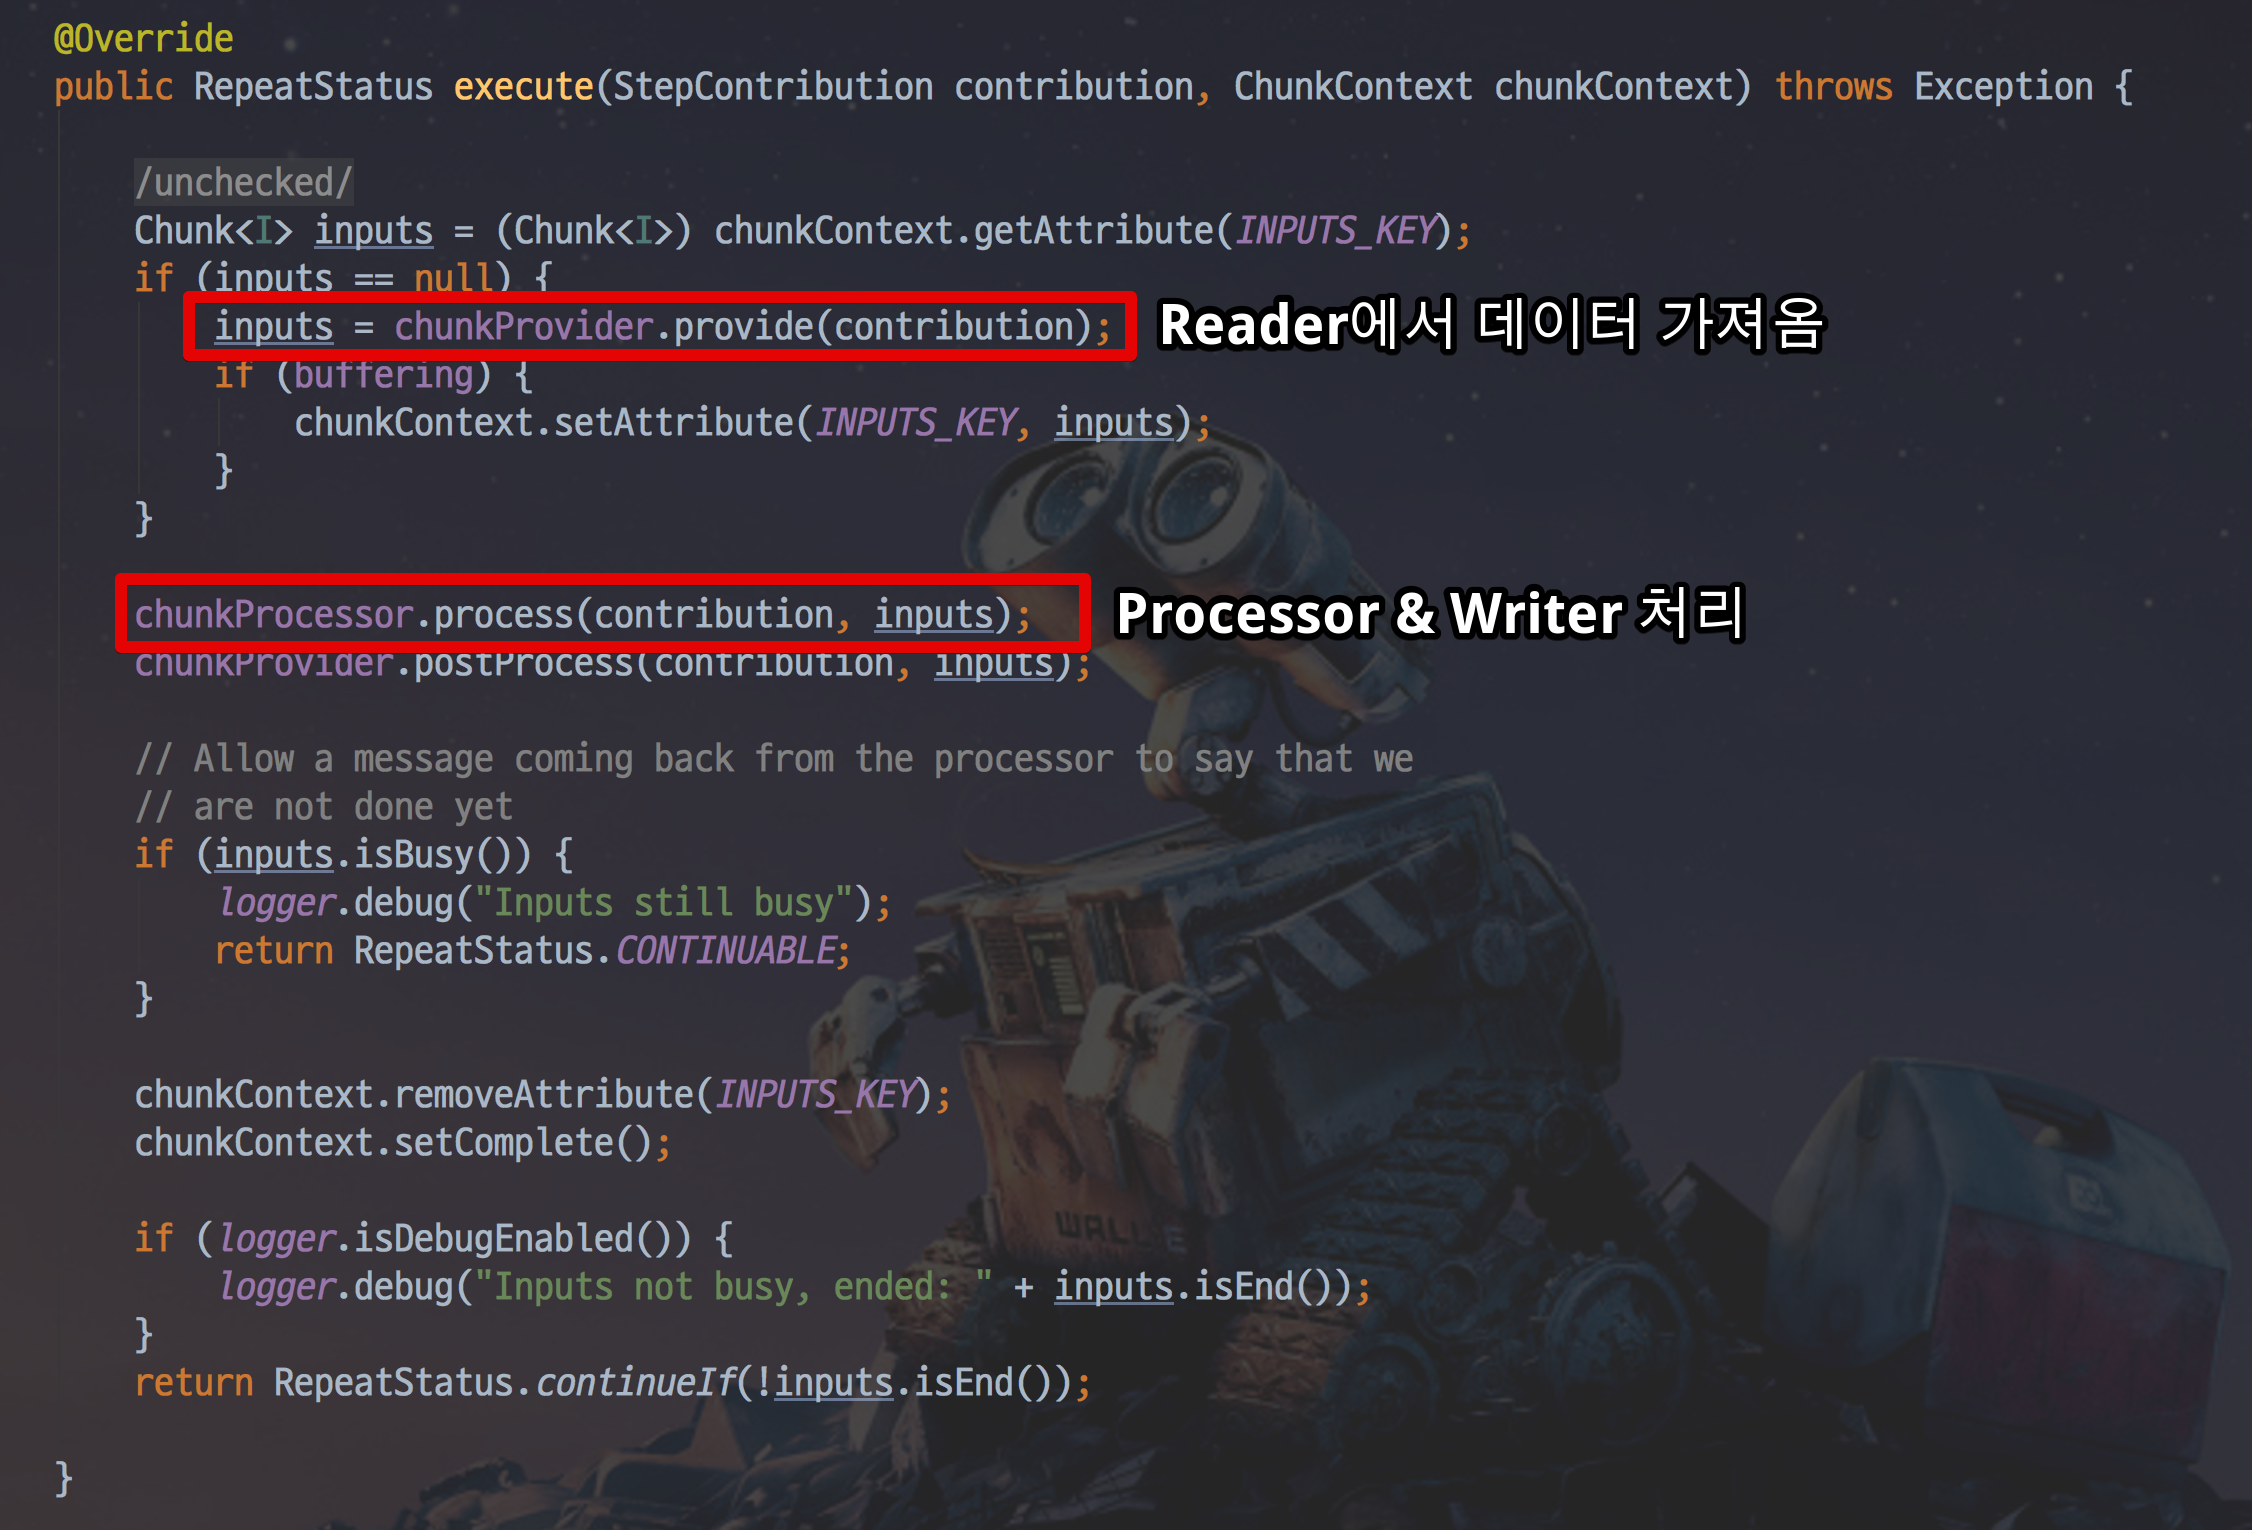 @Override
public RepeatStatus execute(StepContribution contribution, ChunkContext chunkContext) throws Exception {
/unchecked/
Chunk<I> inputs = (Chunk<I>) chunkContext.getAttribute(INPUTS_KEY);
if (inputs == null) {
inputs = chunkProvider.provide(contribution); Reader에서 데이터 가져옴
if (buffering) {
chunkContext.setAttribute(INPUTS_KEY, inputs);
}
}
chunkProcessor.process(contribution, inputs); Processor & Writer 처리
chunkProvider.postProcess(contribution, inputs);
// Allow a message coming back from the processor to say that we
// are not done yet
if (inputs.isBusy()) {
logger.debug("Inputs still busy");
return RepeatStatus.CONTINUABLE;
}
chunkContext.removeAttribute(INPUTS_KEY);
chunkContext.setComplete();
if (logger.isDebugEnabled()) {
logger.debug("Inputs not busy, ended: " + inputs.isEnd());
}
return RepeatStatus.continueIf(!inputs.isEnd());
}
WALL